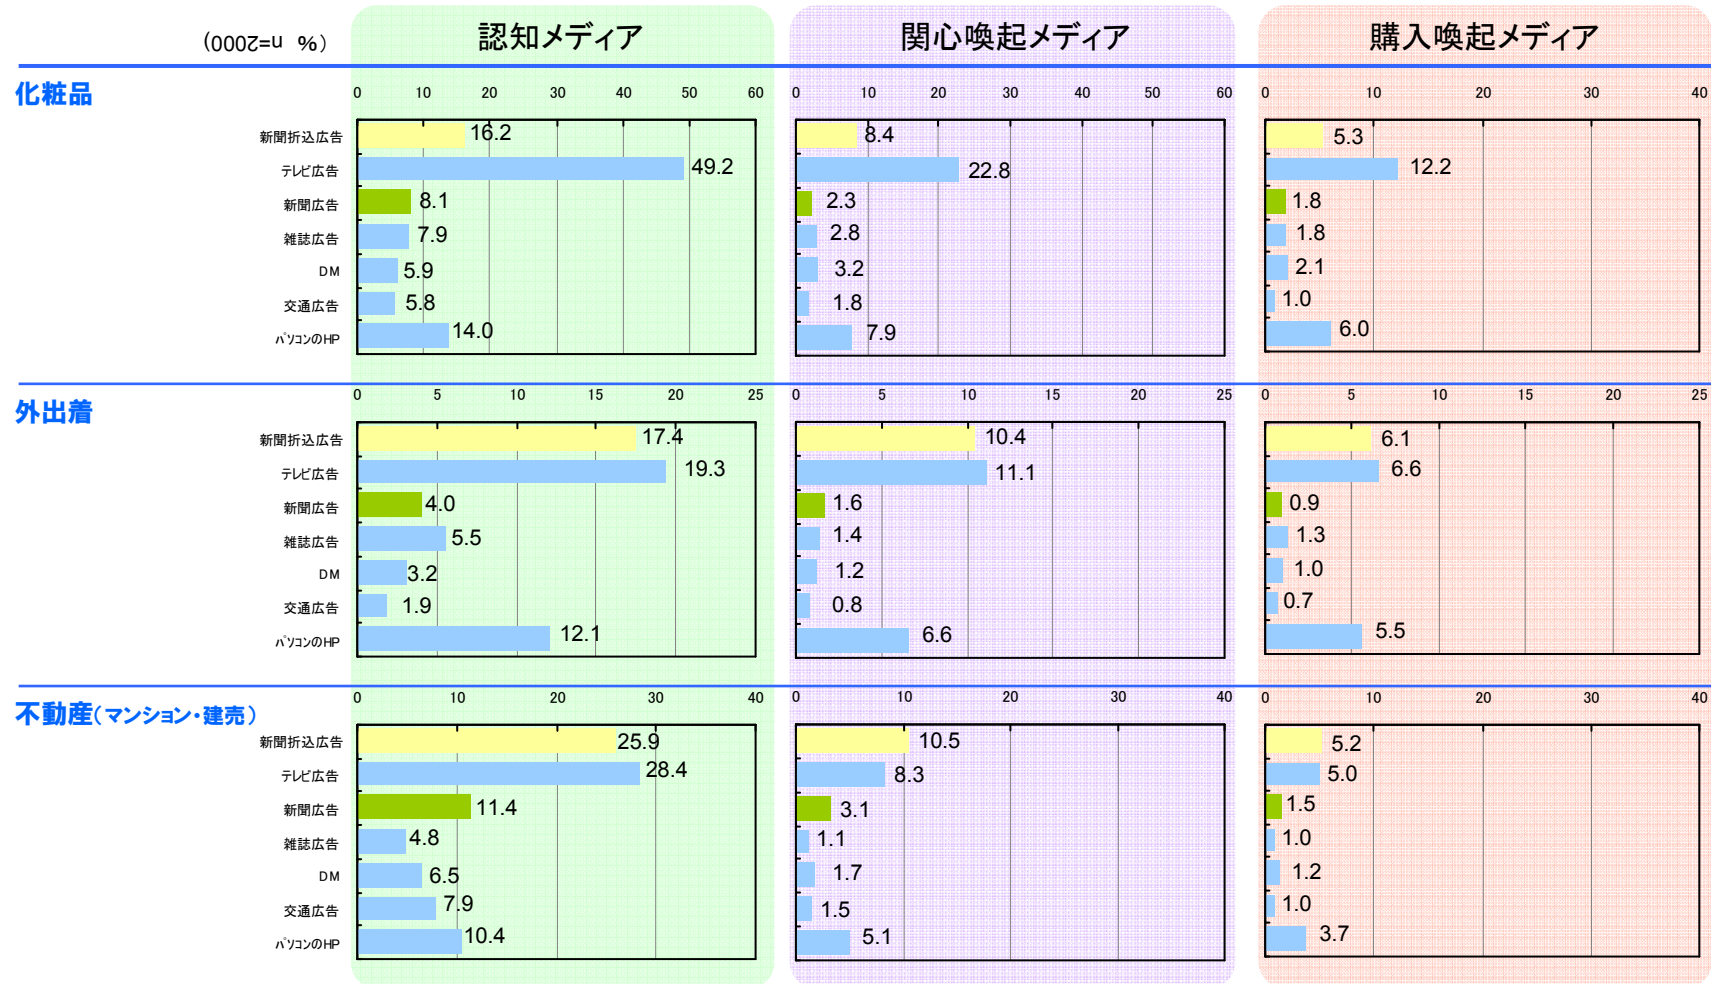 (% n=2000)
認知メディア 関心喚起メディア 購入喚起メディア
化粧品
0 10 20 30 40 50 60 0 10 20 30 40 50 60 0 10 20 30 40
新聞折込広告 16.2 8.4 5.3
テレビ広告 49.2 22.8 12.2
新聞広告 8.1 2.3 1.8
雑誌広告 7.9 2.8 1.8
DM 5.9 3.2 2.1
交通広告 5.8 1.8 1.0
パソコンのHP 14.0 7.9 6.0
外出着
0 5 10 15 20 25 0 5 10 15 20 25 0 5 10 15 20 25
新聞折込広告 17.4 10.4 6.1
テレビ広告 19.3 11.1 6.6
新聞広告 4.0 1.6 0.9
雑誌広告 5.5 1.4 1.3
DM 3.2 1.2 1.0
交通広告 1.9 0.8 0.7
パソコンのHP 12.1 6.6 5.5
不動産(マンション・建売)
0 10 20 30 40 0 10 20 30 40 0 10 20 30 40
新聞折込広告 25.9 10.5 5.2
テレビ広告 28.4 8.3 5.0
新聞広告 11.4 3.1 1.5
雑誌広告 4.8 1.1 1.0
DM 6.5 1.7 1.2
交通広告 7.9 1.5 1.0
パソコンのHP 10.4 5.1 3.7